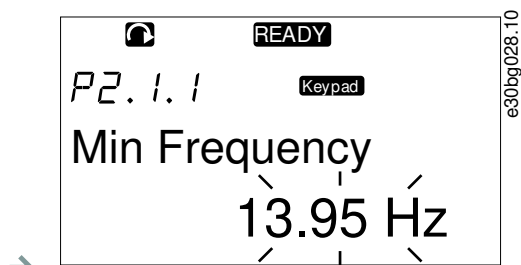 READY
P2.1.1 Keypad
Min Frequency
13.95 Hz
e30bg028.10